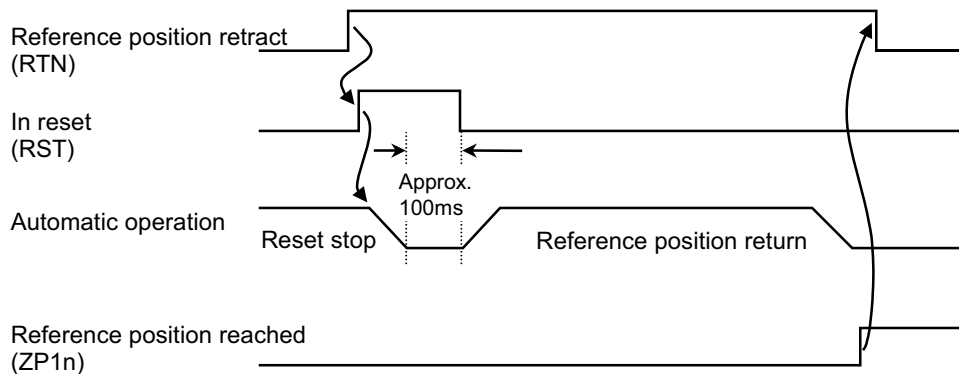 Reference position retract
(RTN)
In reset
(RST)
Approx.
100ms
Automatic operation
Reset stop
Reference position return
Reference position reached
(ZP1n)